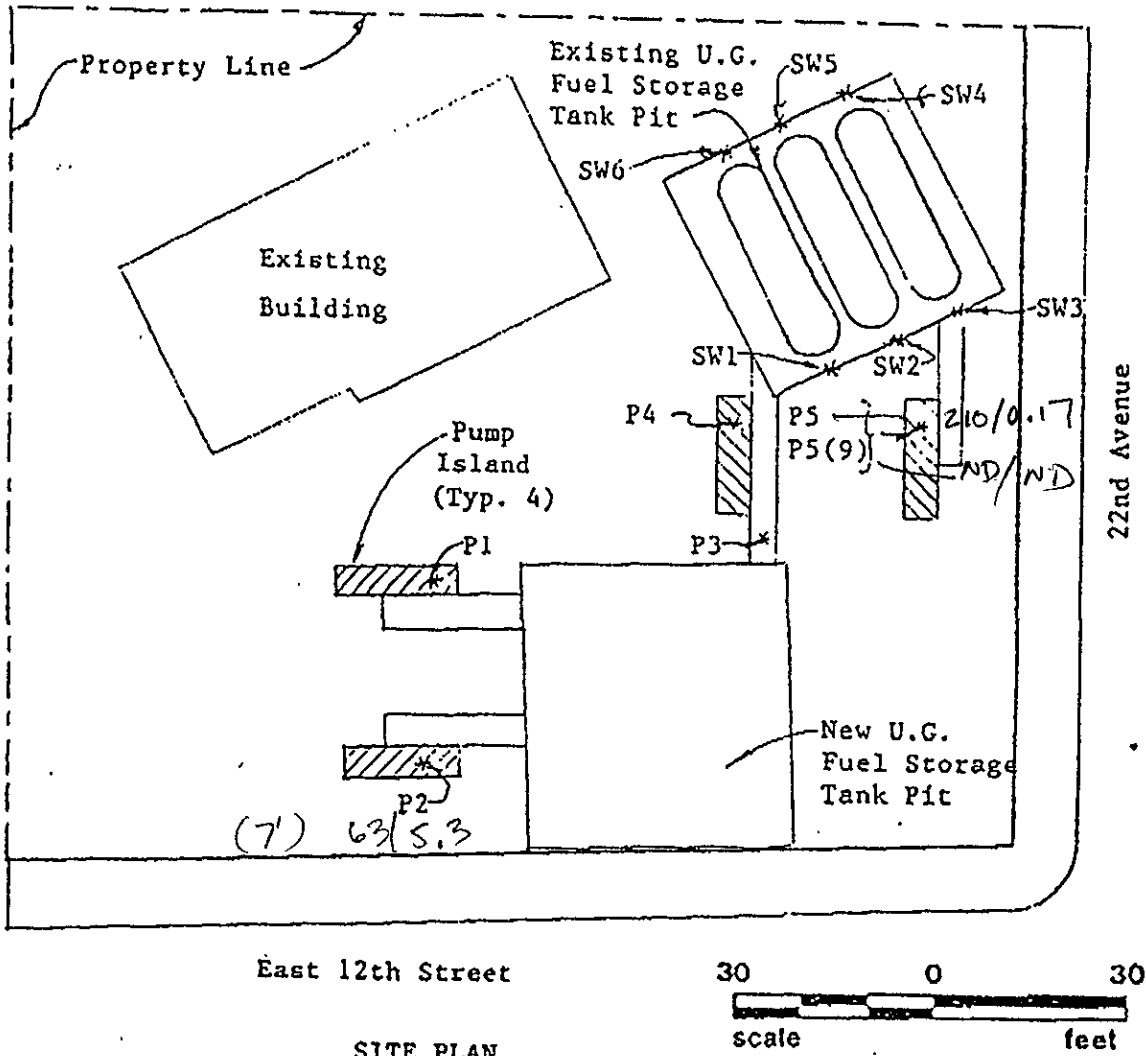 Property Line
Existing U.G.
Fuel Storage
Tank Pit
SW5
SW4
SW6
Existing
Building
SW3
SW1
SW2
P4
P5
210/0.17
P5(9)
ND/ND
Pump
Island
(Typ. 4)
P1
P3
22nd Avenue
New U.G.
Fuel Storage
Tank Pit
P2
(7') 63/5.3
East 12th Street
30 0 30
scale feet
SITE PLAN